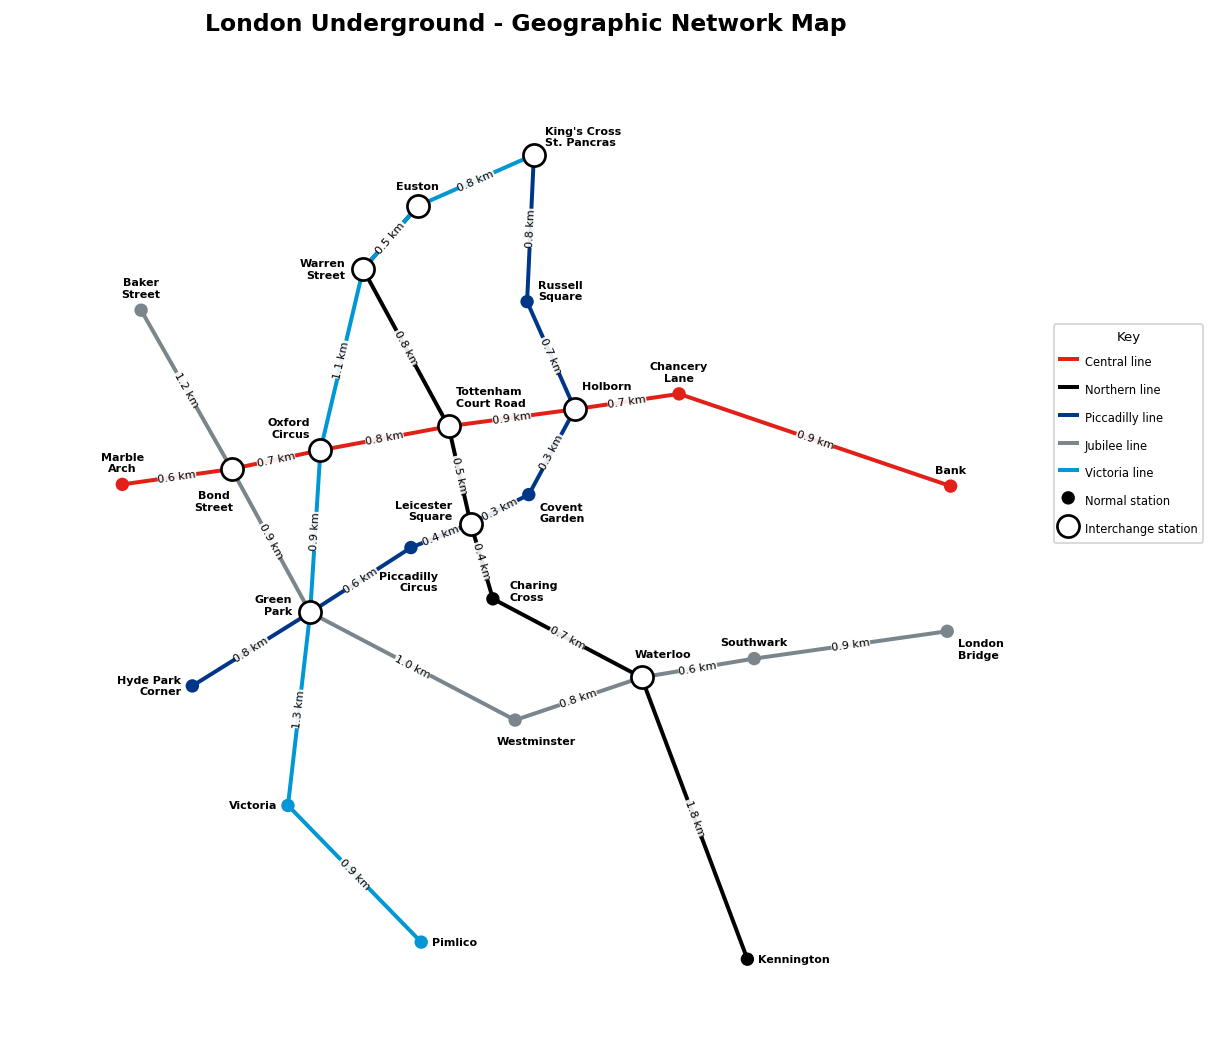 London Underground - Geographic Network Map
King's Cross
St. Pancras
0.8 km
Euston
0.5 km
0.8 km
Warren
Street
Baker
Street
Russell
Square
1.1 km
0.8 km
0.7 km
1.2 km
Chancery
Lane
Holborn
Tottenham
Court Road
0.7 km
0.9 km
0.9 km
Oxford
Circus
0.8 km
Marble
Arch
0.7 km
0.6 km
0.3 km
Bank
0.5 km
Bond
Street
Leicester
Square
0.3 km
Covent
Garden
0.9 km
0.9 km
0.4 km
0.4 km
Piccadilly
Circus
0.6 km
Charing
Cross
Green
Park
0.7 km
0.8 km
1.0 km
Southwark
0.9 km
London
Bridge
Waterloo
0.6 km
Hyde Park
Corner
0.8 km
1.3 km
Westminster
Victoria
1.8 km
0.9 km
Pimlico
Kennington
Key
Central line
Northern line
Piccadilly line
Jubilee line
Victoria line
Normal station
Interchange station